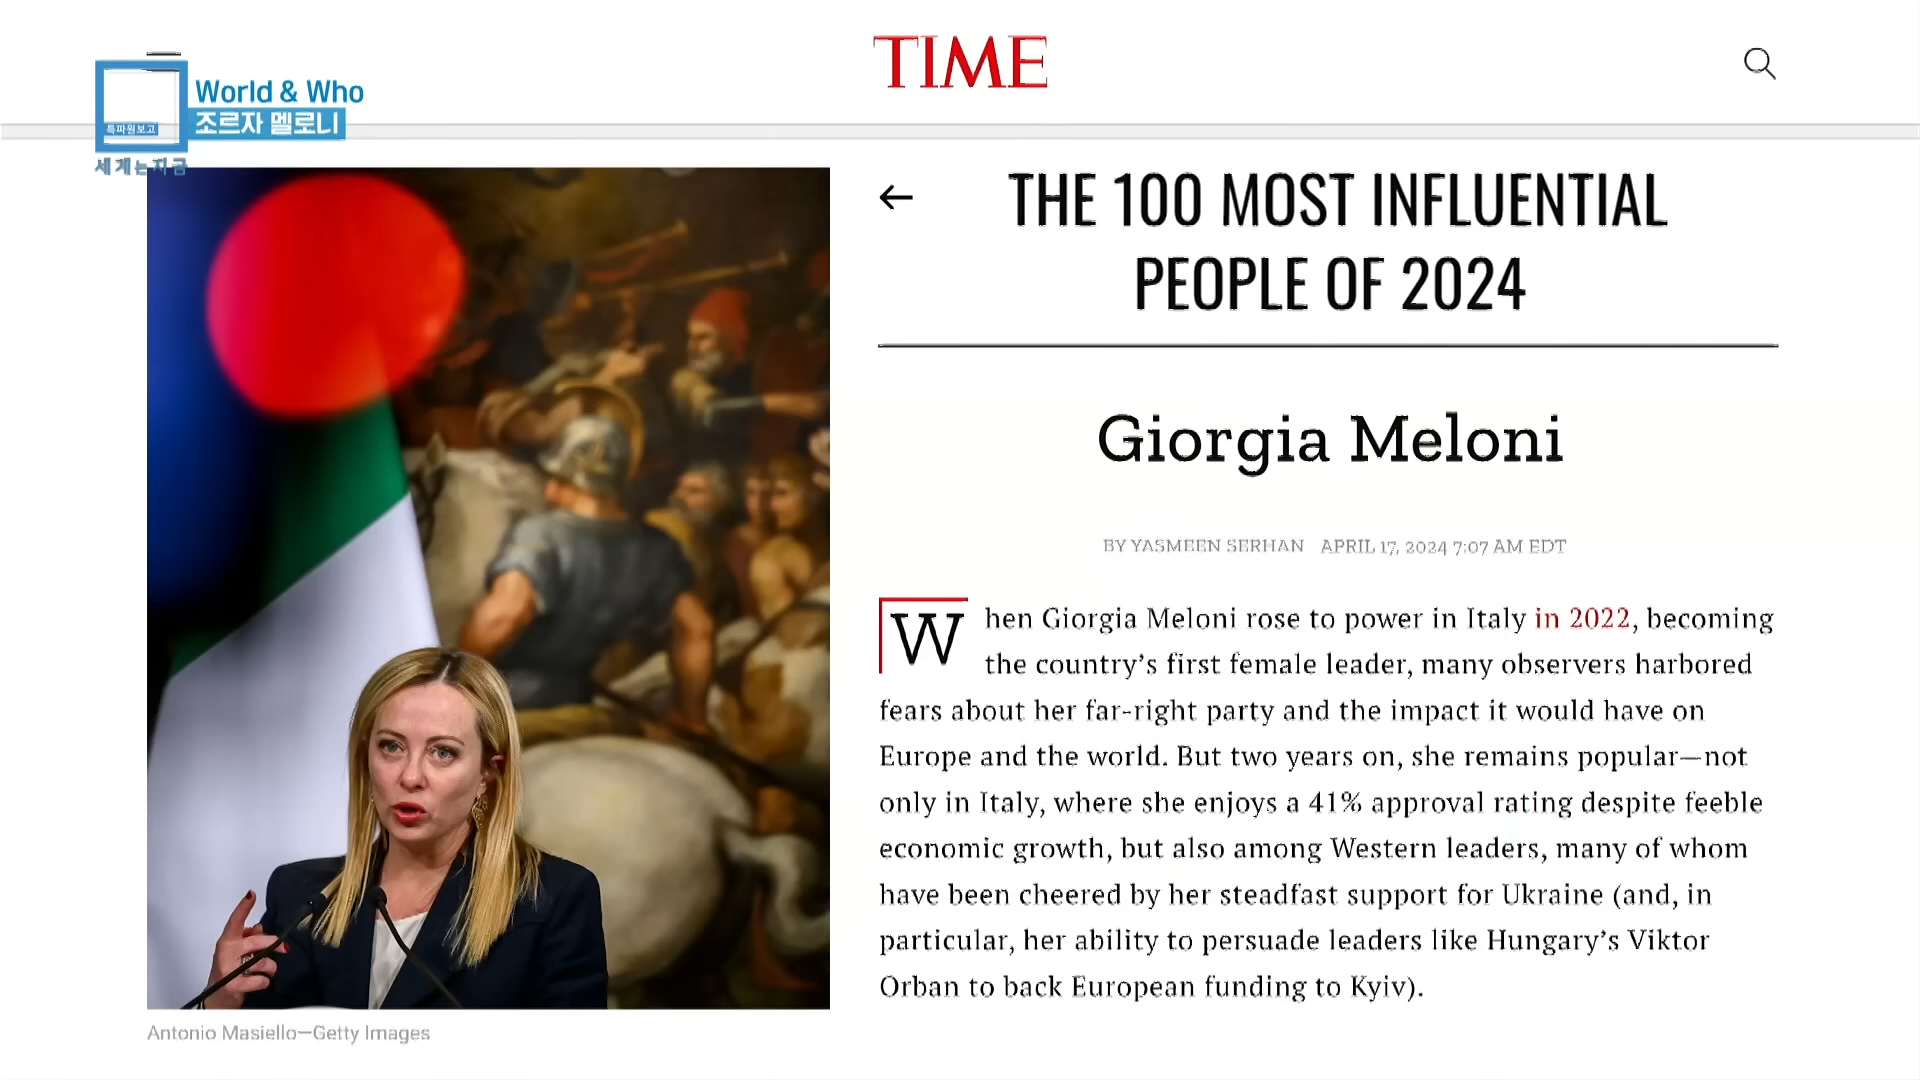 TIME
World & Who
조르자 멜로니
특파원보고
세계는지금
THE 100 MOST INFLUENTIAL
PEOPLE OF 2024
Giorgia Meloni
BY YASMEEN SERHAN APRIL 17, 2024 7:07 AM EDT
When Giorgia Meloni rose to power in Italy in 2022, becoming
the country’s first female leader, many observers harbored
fears about her far-right party and the impact it would have on
Europe and the world. But two years on, she remains popular—not
only in Italy, where she enjoys a 41% approval rating despite feeble
economic growth, but also among Western leaders, many of whom
have been cheered by her steadfast support for Ukraine (and, in
particular, her ability to persuade leaders like Hungary’s Viktor
Orban to back European funding to Kyiv).
Antonio Masiello—Getty Images